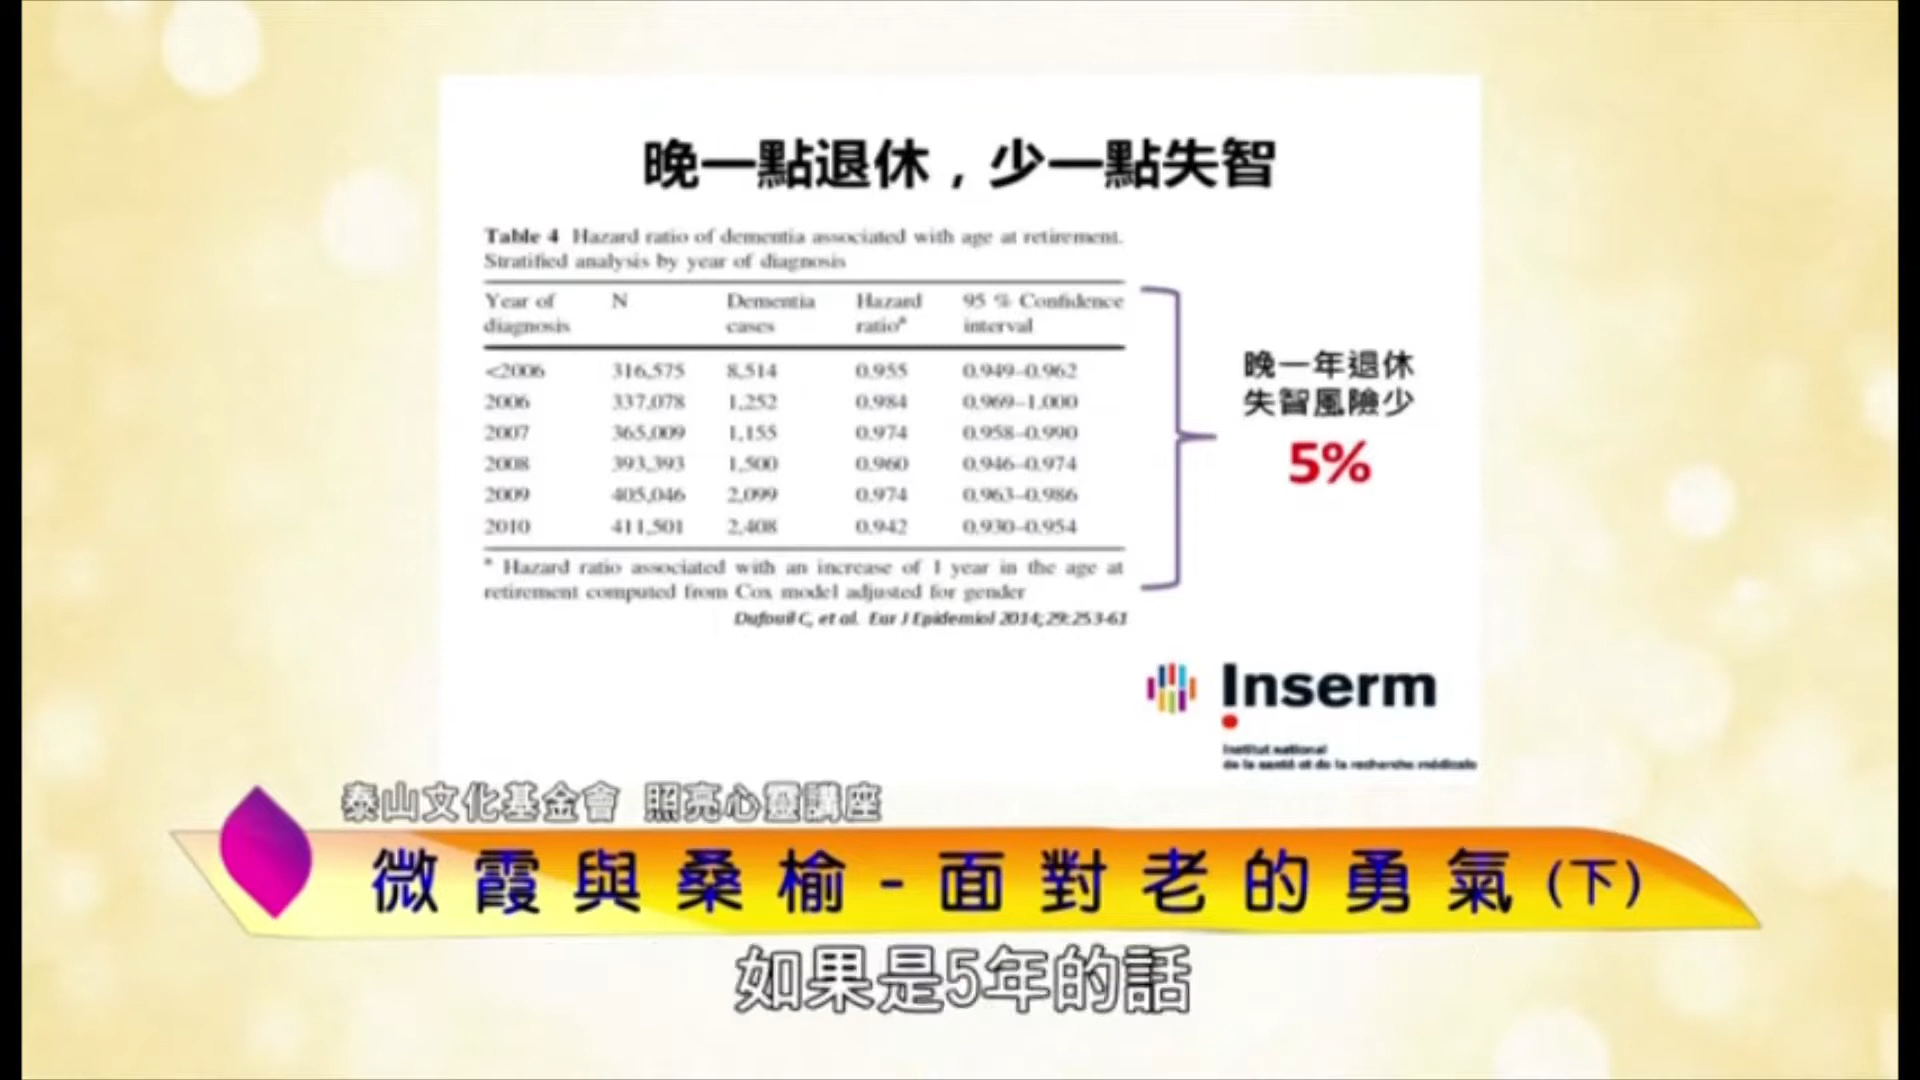 晚一點退休，少一點失智
Table 4 Hazard ratio of dementia associated with age at retirement.
Stratified analysis by year of diagnosis
Year of diagnosis N Dementia cases Hazard ratioª 95 % Confidence interval
<2006 316,575 8,514 0.955 0.949–0.962
2006 337,078 1,252 0.984 0.969–1.000
2007 365,009 1,155 0.974 0.958–0.990
2008 393,393 1,500 0.960 0.946–0.974
2009 405,046 2,099 0.974 0.963–0.986
2010 411,501 2,408 0.942 0.930–0.954
ª Hazard ratio associated with an increase of 1 year in the age at
retirement computed from Cox model adjusted for gender
Dufouil C, et al. Eur J Epidemiol 2014;29:253-61
晚一年退休
失智風險少
5%
Inserm
Institut national
de la santé et de la recherche médicale
泰山文化基金會 照亮心靈講座
微霞與桑榆-面對老的勇氣(下)
如果是5年的話